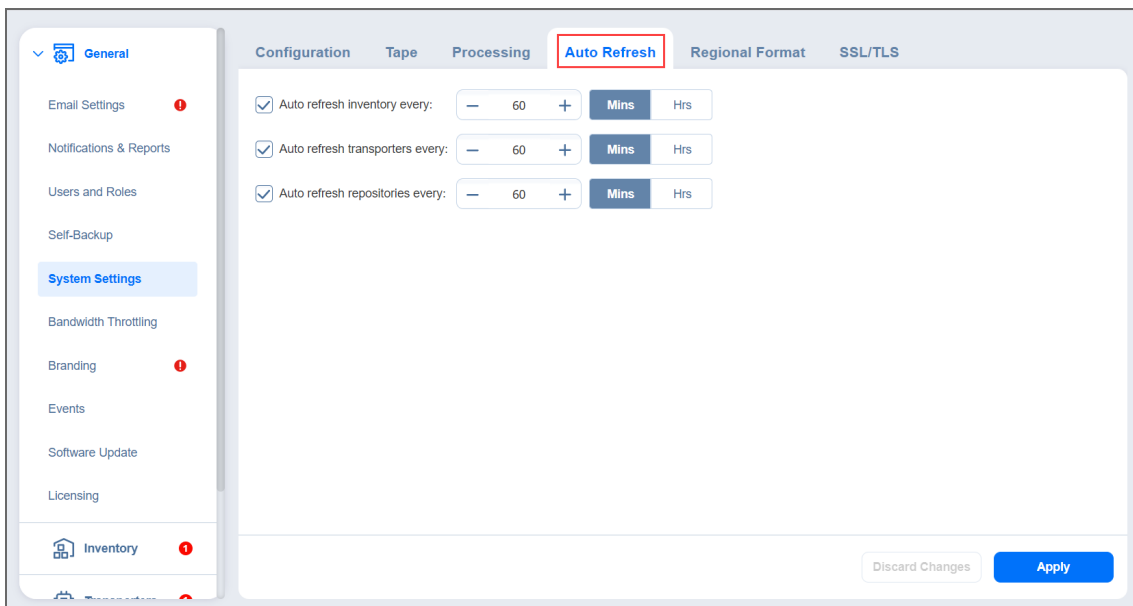 General
Configuration Tape Processing Auto Refresh Regional Format SSL/TLS
Email Settings !
Auto refresh inventory every: − 60 + Mins Hrs
Notifications & Reports
Auto refresh transporters every: − 60 + Mins Hrs
Users and Roles
Auto refresh repositories every: − 60 + Mins Hrs
Self-Backup
System Settings
Bandwidth Throttling
Branding !
Events
Software Update
Licensing
Inventory 1
Discard Changes Apply